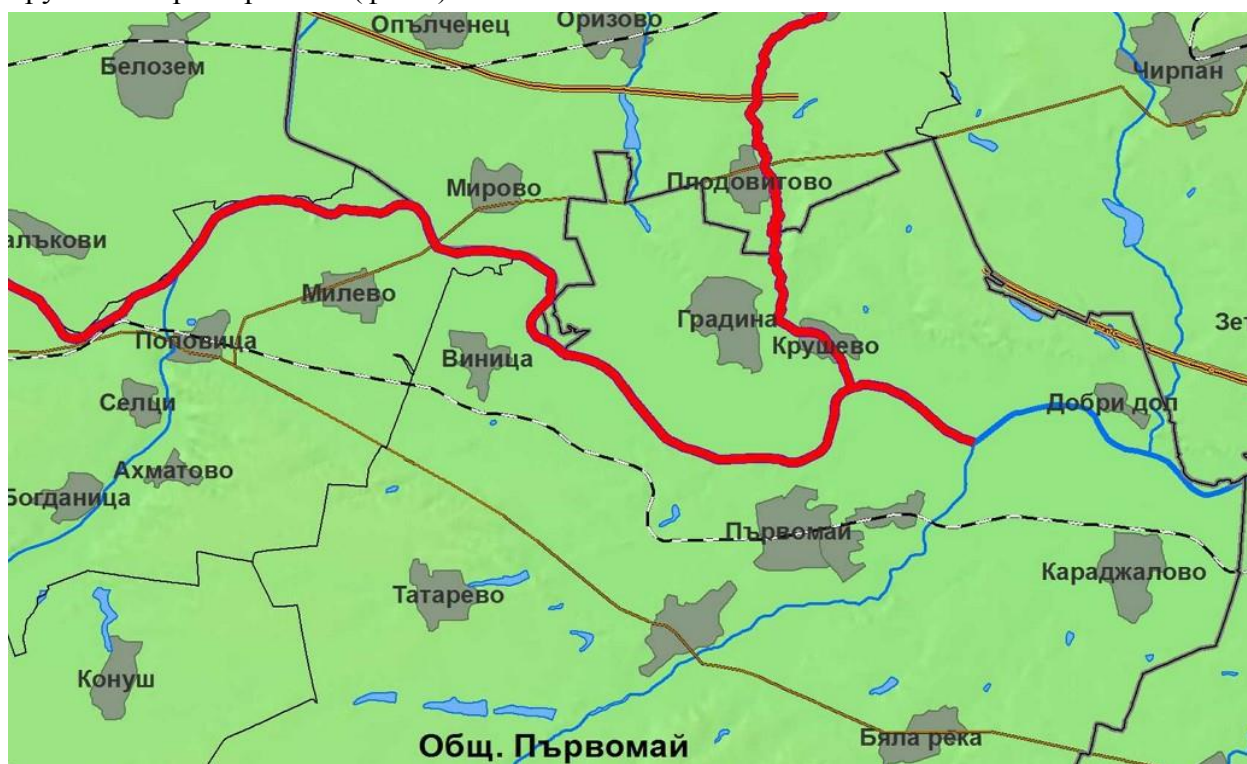 Опълченец
Оризово
Белозем
Чирпан
Мирово
Плодовитово
алъкови
Милево
Градина
Зет
Поповица
Виница
Крушево
Селци
Добри дол
Ахматово
Богданица
Първомай
Караджалово
Татарево
Конуш
Бяла река
Общ. Първомай